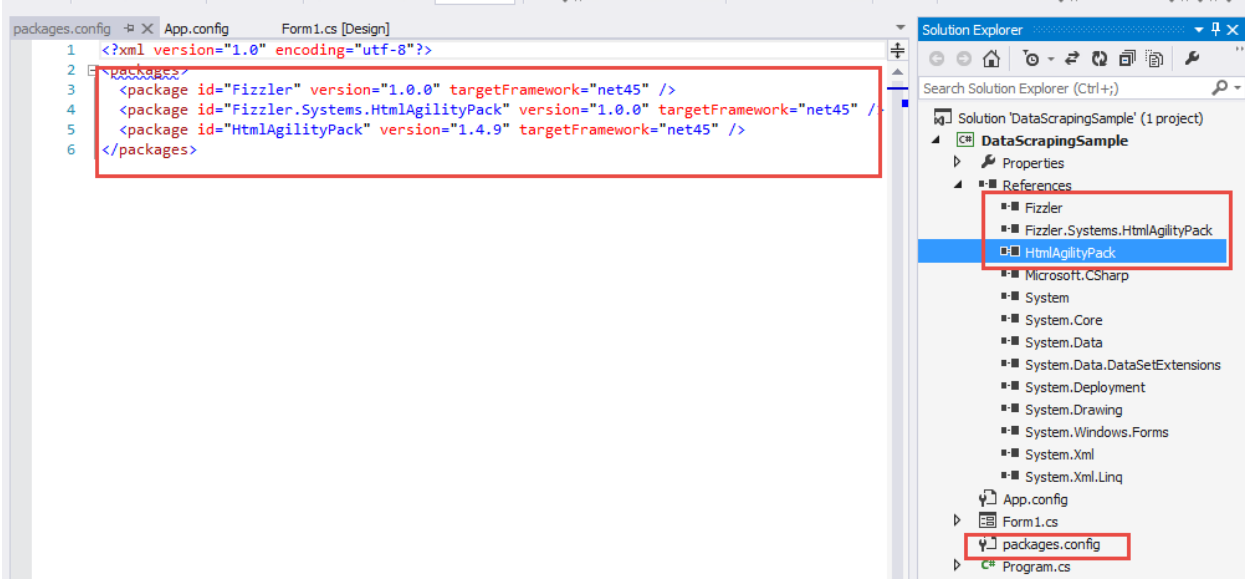 packages.config App.config Form1.cs [Design]
1 <?xml version="1.0" encoding="utf-8"?>
2 <packages>
3 <package id="Fizzler" version="1.0.0" targetFramework="net45" />
4 <package id="Fizzler.Systems.HtmlAgilityPack" version="1.0.0" targetFramework="net45" />
5 <package id="HtmlAgilityPack" version="1.4.9" targetFramework="net45" />
6 </packages>
Solution Explorer
Search Solution Explorer (Ctrl+;)
Solution 'DataScrapingSample' (1 project)
C# DataScrapingSample
Properties
References
Fizzler
Fizzler.Systems.HtmlAgilityPack
HtmlAgilityPack
Microsoft.CSharp
System
System.Core
System.Data
System.Data.DataSetExtensions
System.Deployment
System.Drawing
System.Windows.Forms
System.Xml
System.Xml.Linq
App.config
Form1.cs
packages.config
C# Program.cs